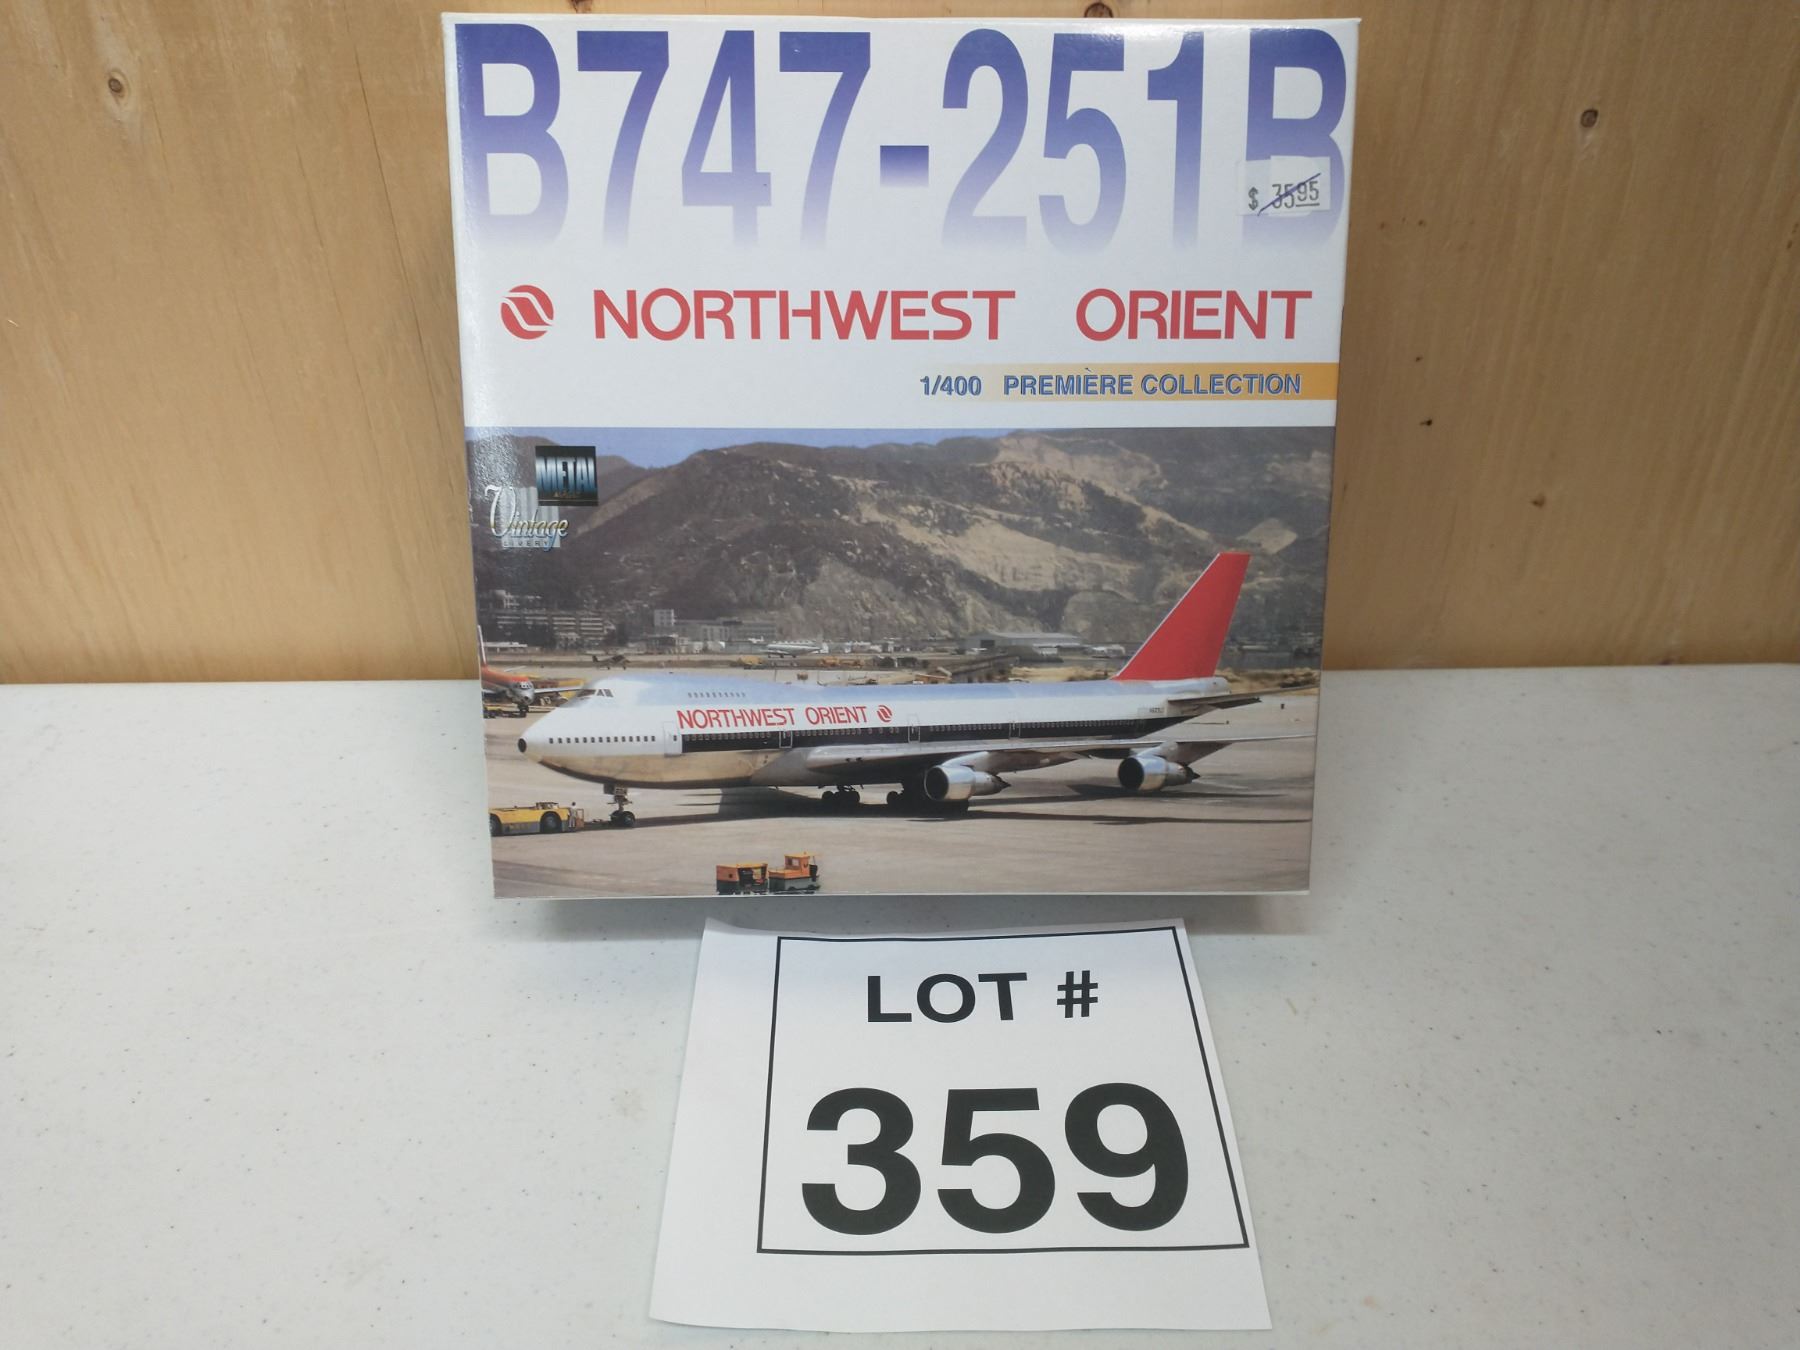 B747-251B
$ 35.95
NORTHWEST ORIENT
1/400 PREMIÈRE COLLECTION
METAL
Vintage
LIVERY
NORTHWEST ORIENT
LOT #
359